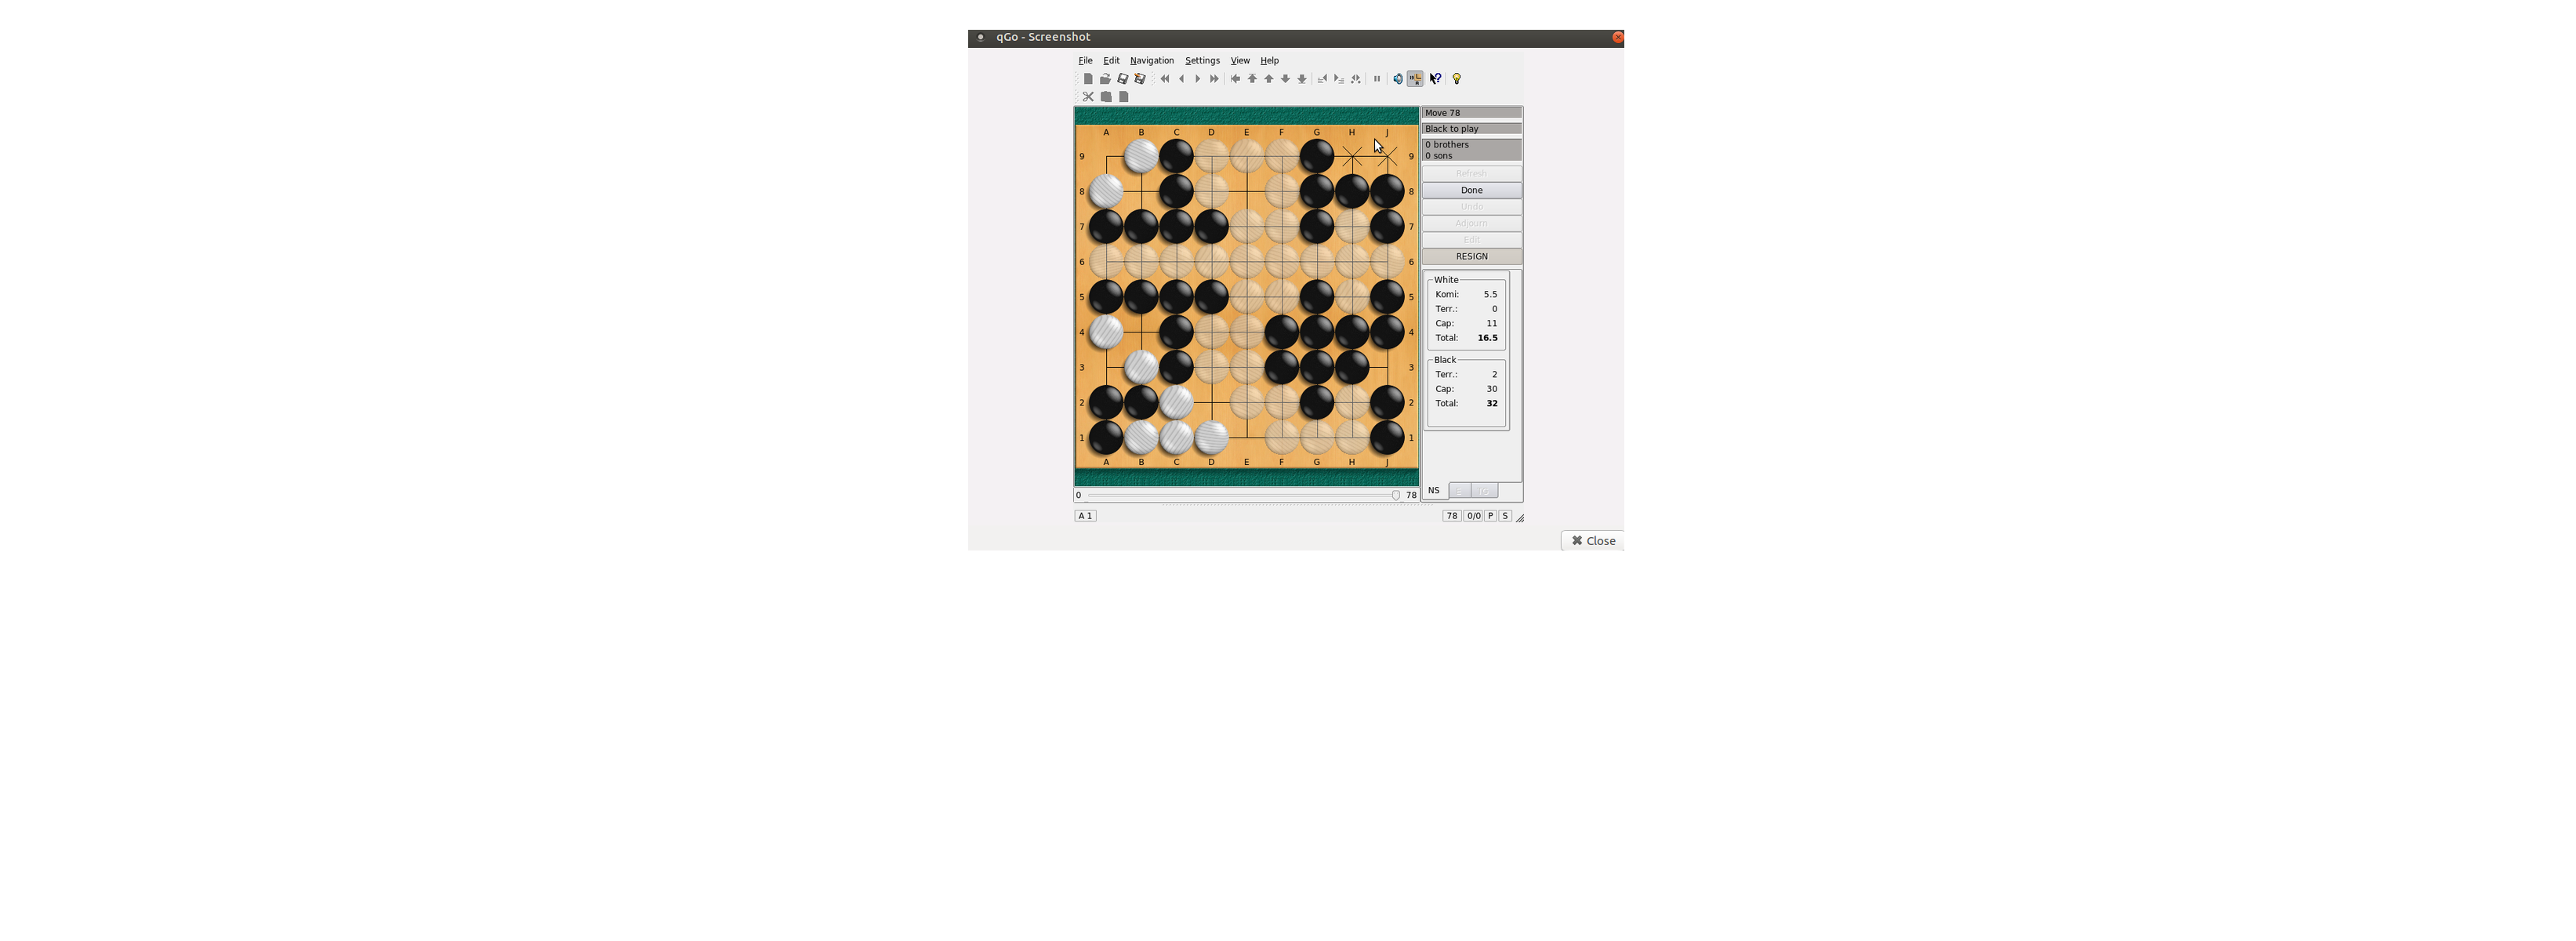 qGo - Screenshot
File Edit Navigation Settings View Help
Move 78
Black to play
0 brothers
0 sons
Refresh
Done
Undo
Adjourn
Edit
RESIGN
White
Komi: 5.5
Terr.: 0
Cap: 11
Total: 16.5
Black
Terr.: 2
Cap: 30
Total: 32
NS
A B C D E F G H J
9 9
8 8
7 7
6 6
5 5
4 4
3 3
2 2
1 1
A B C D E F G H J
0 78
A 1 78 0/0 P S
Close